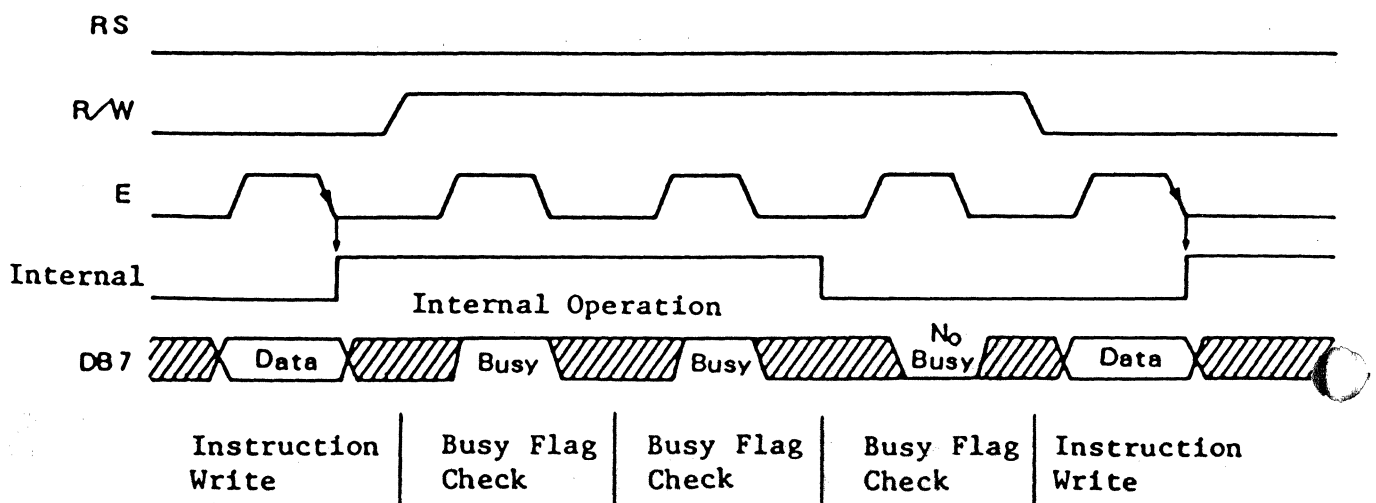 RS
R/W
E
Internal
Internal Operation
DB7
Data
Busy
Busy
No
Busy
Data
Instruction
Write
Busy Flag
Check
Busy Flag
Check
Busy Flag
Check
Instruction
Write